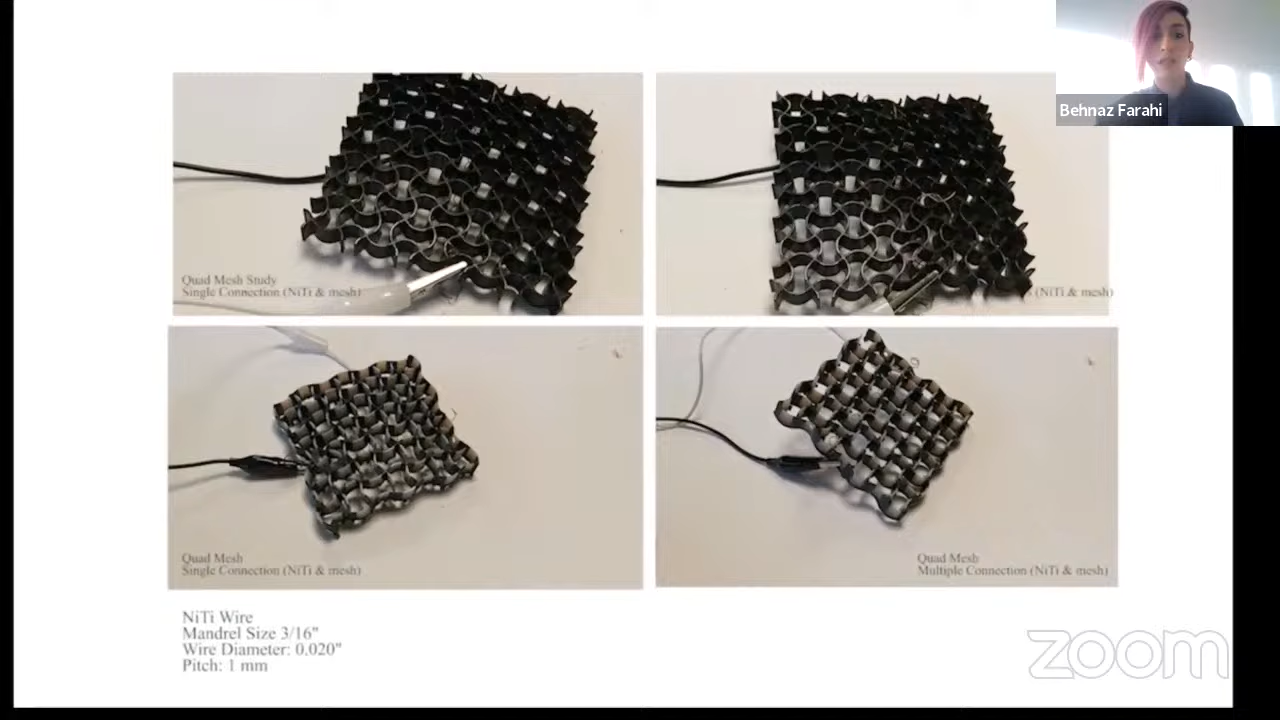 Behnaz Farahi
Quad Mesh Study
Single Connection (NiTi & mesh)
(NiTi & mesh)
Quad Mesh
Single Connection (NiTi & mesh)
Quad Mesh
Multiple Connection (NiTi & mesh)
NiTi Wire
Mandrel Size 3/16"
Wire Diameter: 0.020"
Pitch: 1 mm
zoom